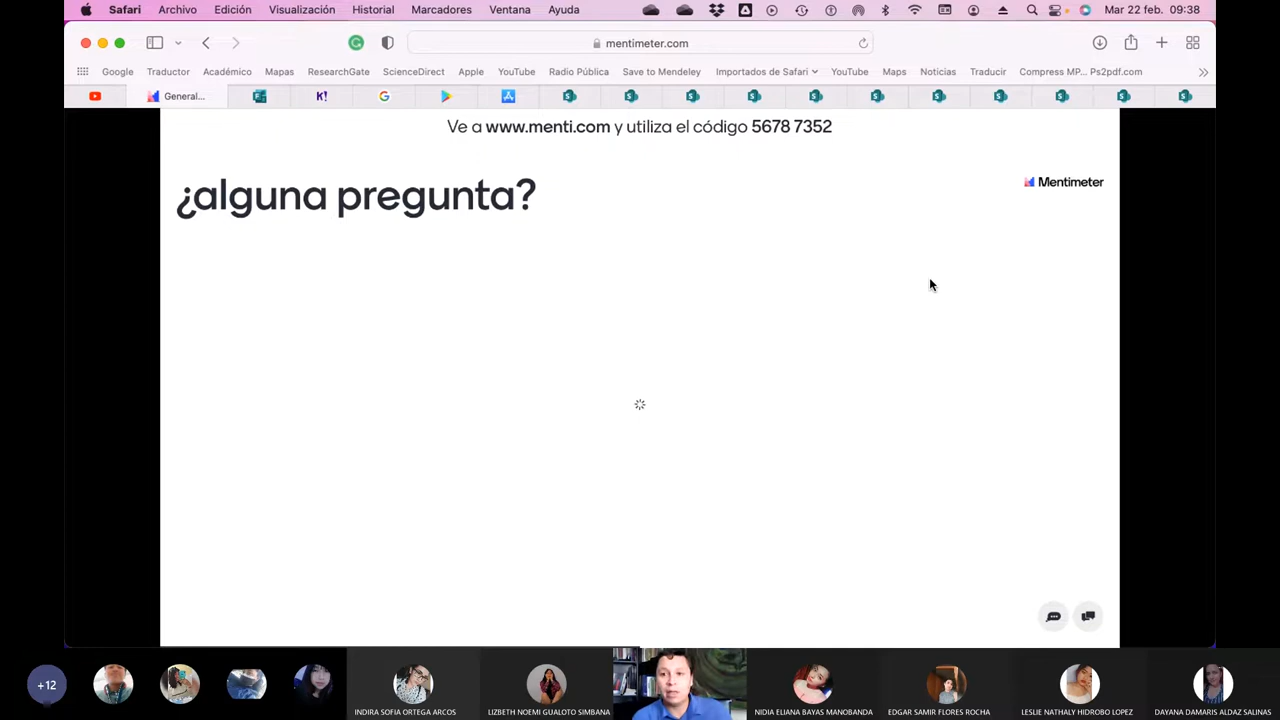 Safari Archivo Edición Visualización Historial Marcadores Ventana Ayuda Mar 22 feb. 09:38
mentimeter.com
Google Traductor Académico Mapas ResearchGate ScienceDirect Apple YouTube Radio Pública Save to Mendeley Importados de Safari YouTube Maps Noticias Traducir Compress MP... Ps2pdf.com
General... K! G S S S S S S S S S S S
Ve a www.menti.com y utiliza el código 5678 7352
¿alguna pregunta?
Mentimeter
+12
INDIRA SOFIA ORTEGA ARCOS
LIZBETH NOEMI GUALOTO SIMBANA
NIDIA ELIANA BAYAS MANOBANDA
EDGAR SAMIR FLORES ROCHA
LESLIE NATHALY HIDROBO LOPEZ
DAYANA DAMARIS ALDAZ SALINAS